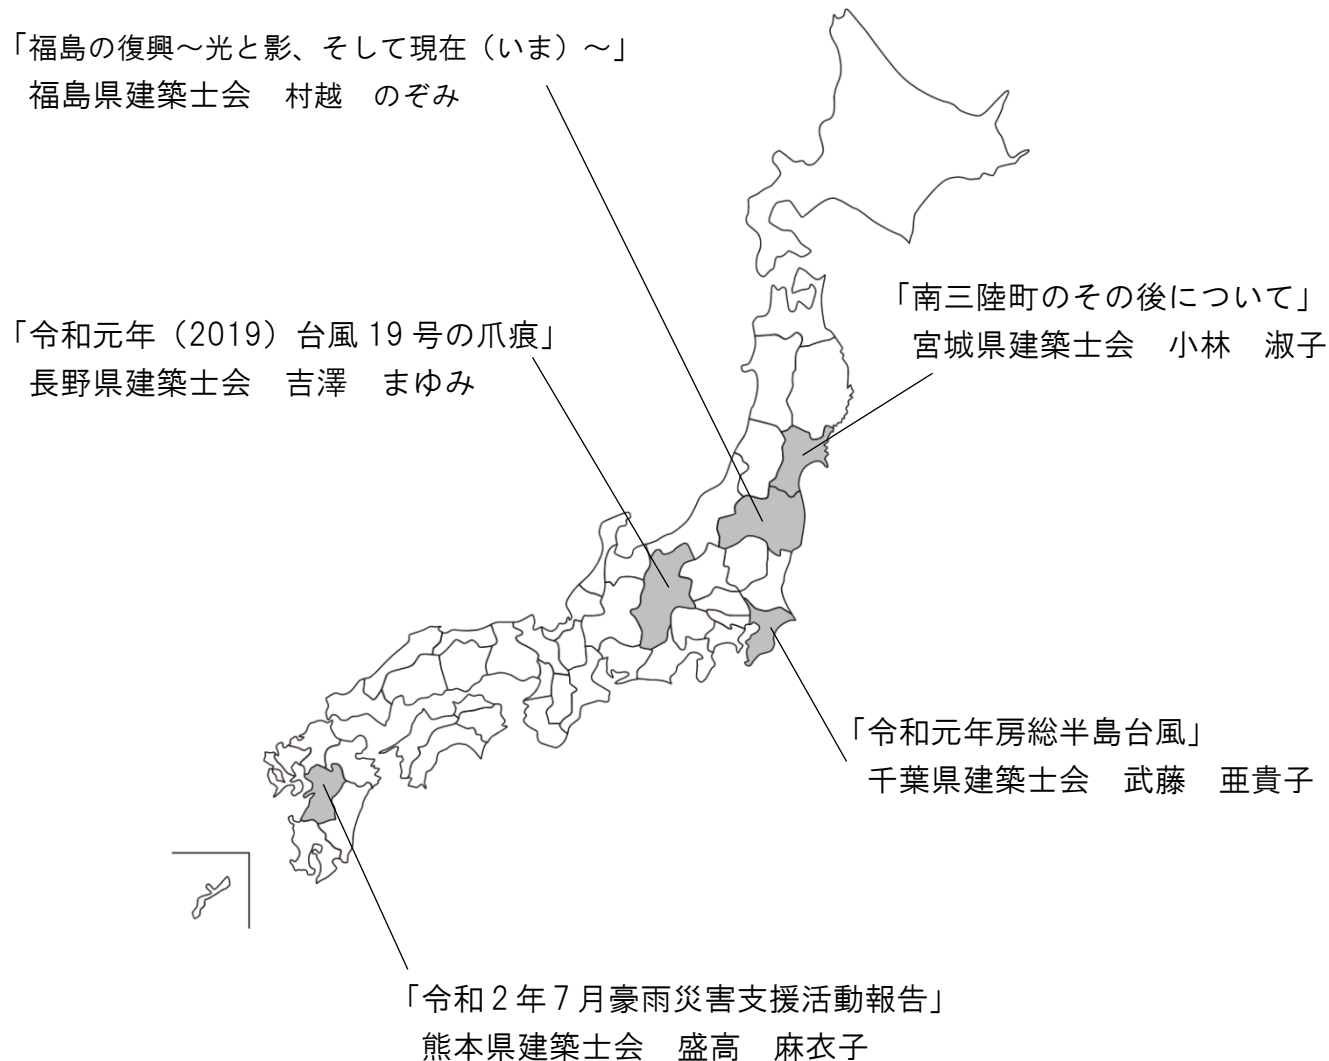 「福島の復興～光と影、そして現在（いま）～」
福島県建築士会　村越　のぞみ
「南三陸町のその後について」
宮城県建築士会　小林　淑子
「令和元年（2019）台風 19 号の爪痕」
長野県建築士会　吉澤　まゆみ
「令和元年房総半島台風」
千葉県建築士会　武藤　亜貴子
「令和２年７月豪雨災害支援活動報告」
熊本県建築士会　盛高　麻衣子